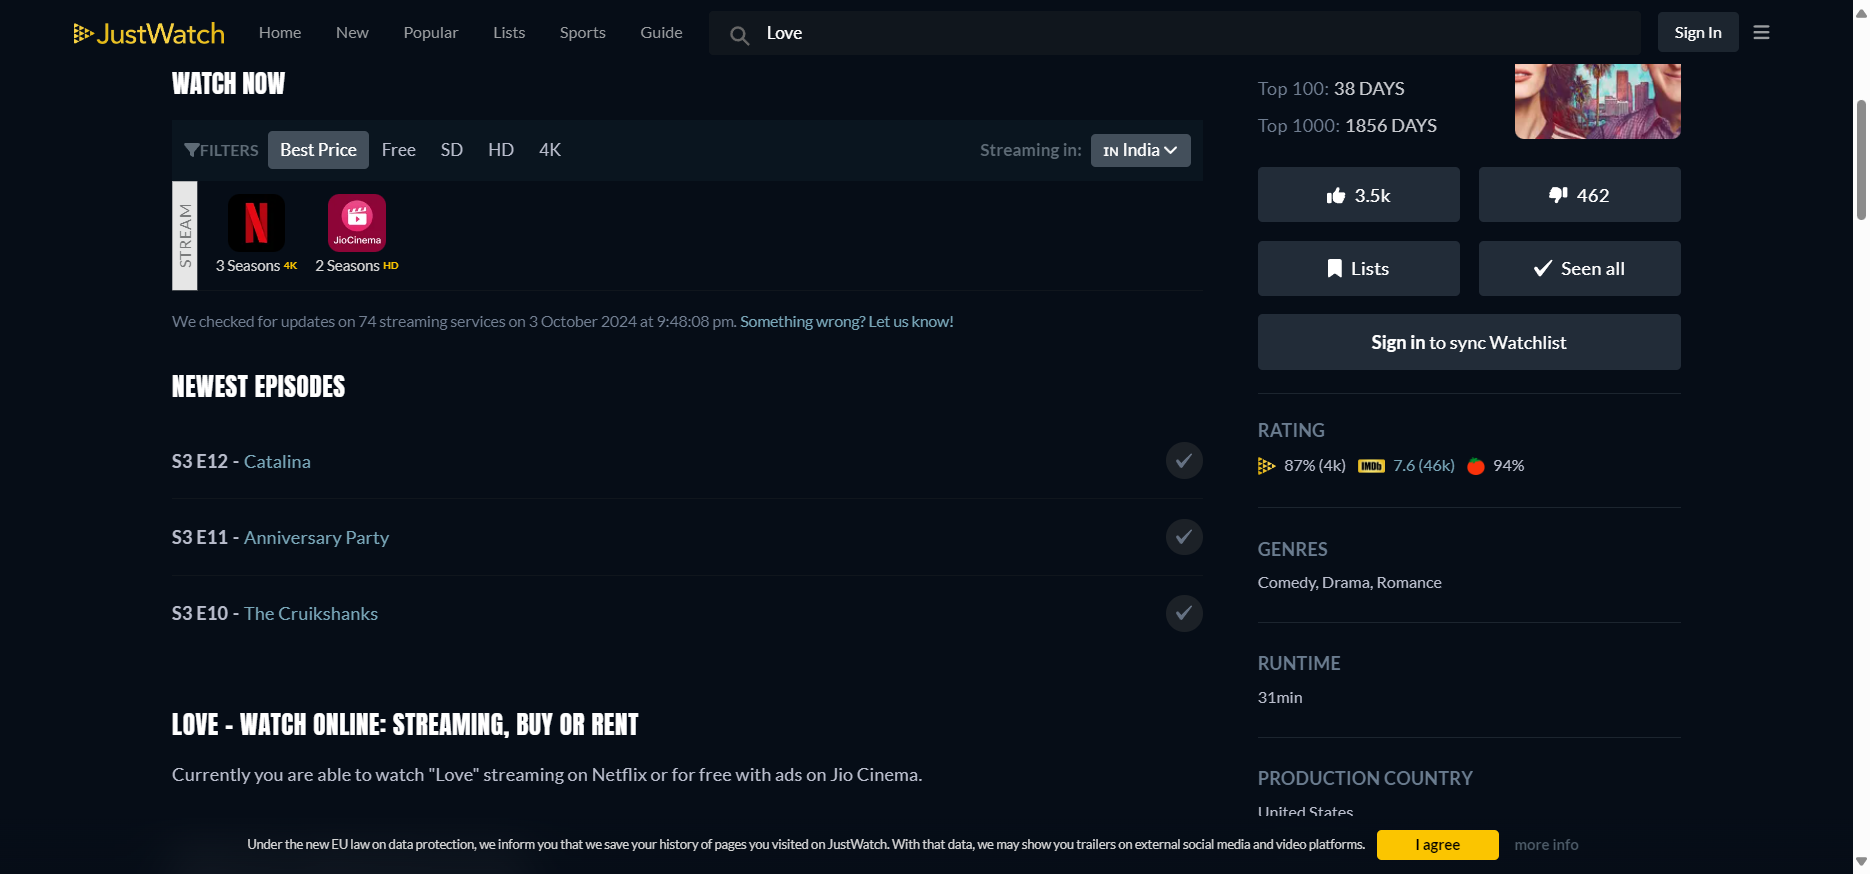 JustWatch
Home New Popular Lists Sports Guide
Love
Sign In
WATCH NOW
FILTERS Best Price Free SD HD 4K
Streaming in: IN India
STREAM
N
JioCinema
3 Seasons 4K
2 Seasons HD
We checked for updates on 74 streaming services on 3 October 2024 at 9:48:08 pm. Something wrong? Let us know!
NEWEST EPISODES
S3 E12 - Catalina
S3 E11 - Anniversary Party
S3 E10 - The Cruikshanks
LOVE - WATCH ONLINE: STREAMING, BUY OR RENT
Currently you are able to watch "Love" streaming on Netflix or for free with ads on Jio Cinema.
Top 100: 38 DAYS
Top 1000: 1856 DAYS
3.5k
462
Lists
Seen all
Sign in to sync Watchlist
RATING
87% (4k) IMDb 7.6 (46k) 94%
GENRES
Comedy, Drama, Romance
RUNTIME
31min
PRODUCTION COUNTRY
United States
Under the new EU law on data protection, we inform you that we save your history of pages you visited on JustWatch. With that data, we may show you trailers on external social media and video platforms.
I agree
more info